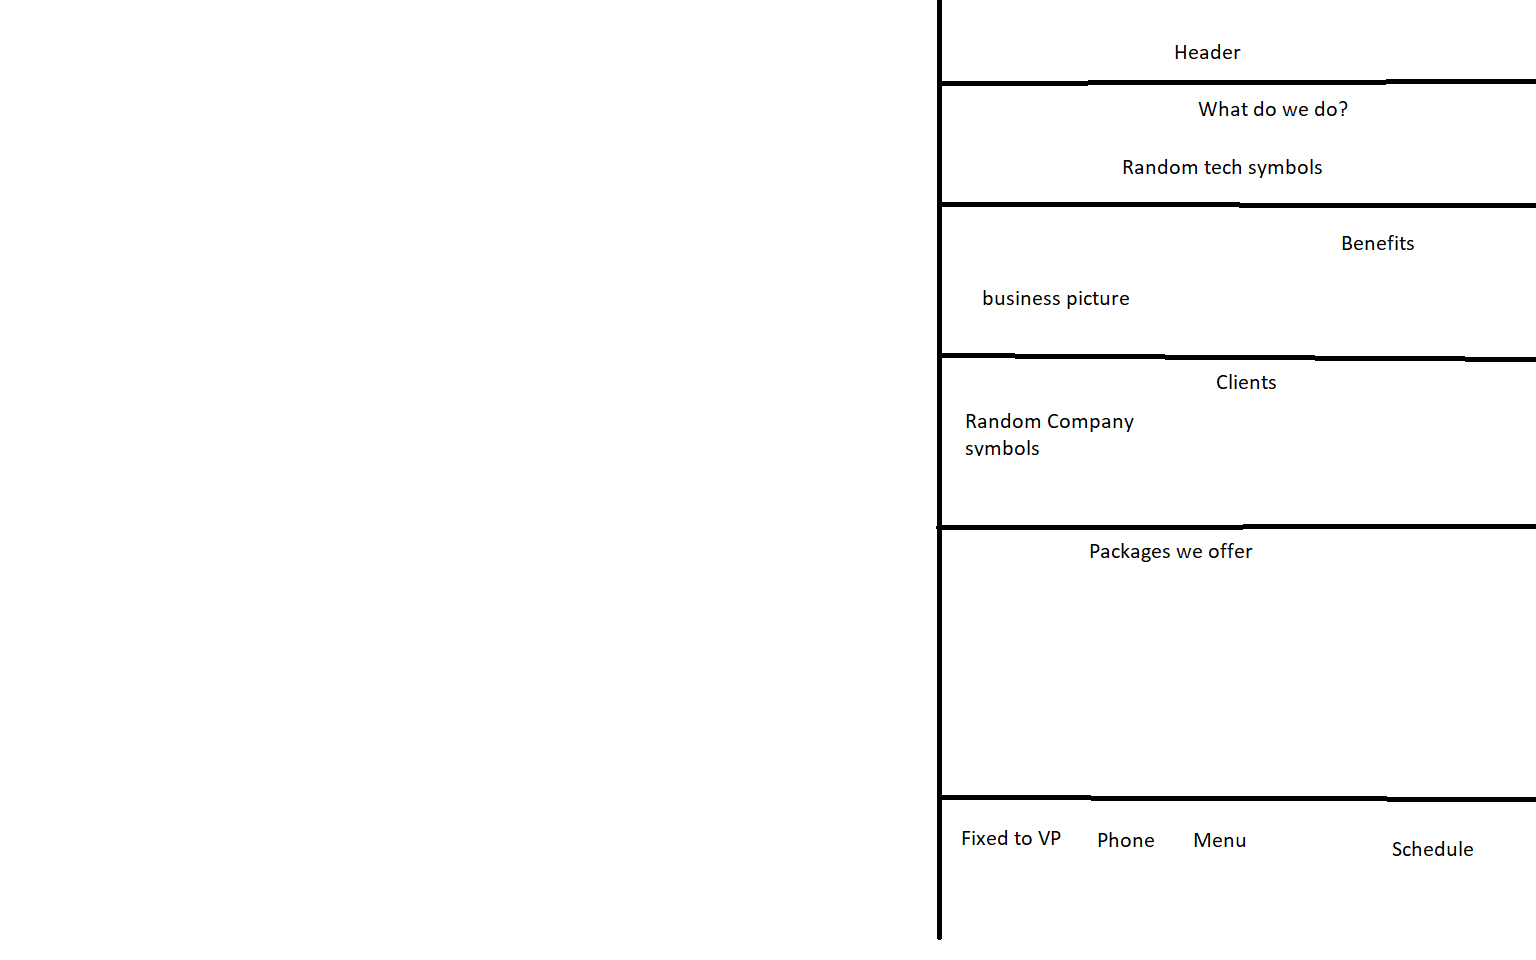 Header
What do we do?
Random tech symbols
Benefits
business picture
Clients
Random Company
symbols
Packages we offer
Fixed to VP Phone Menu Schedule